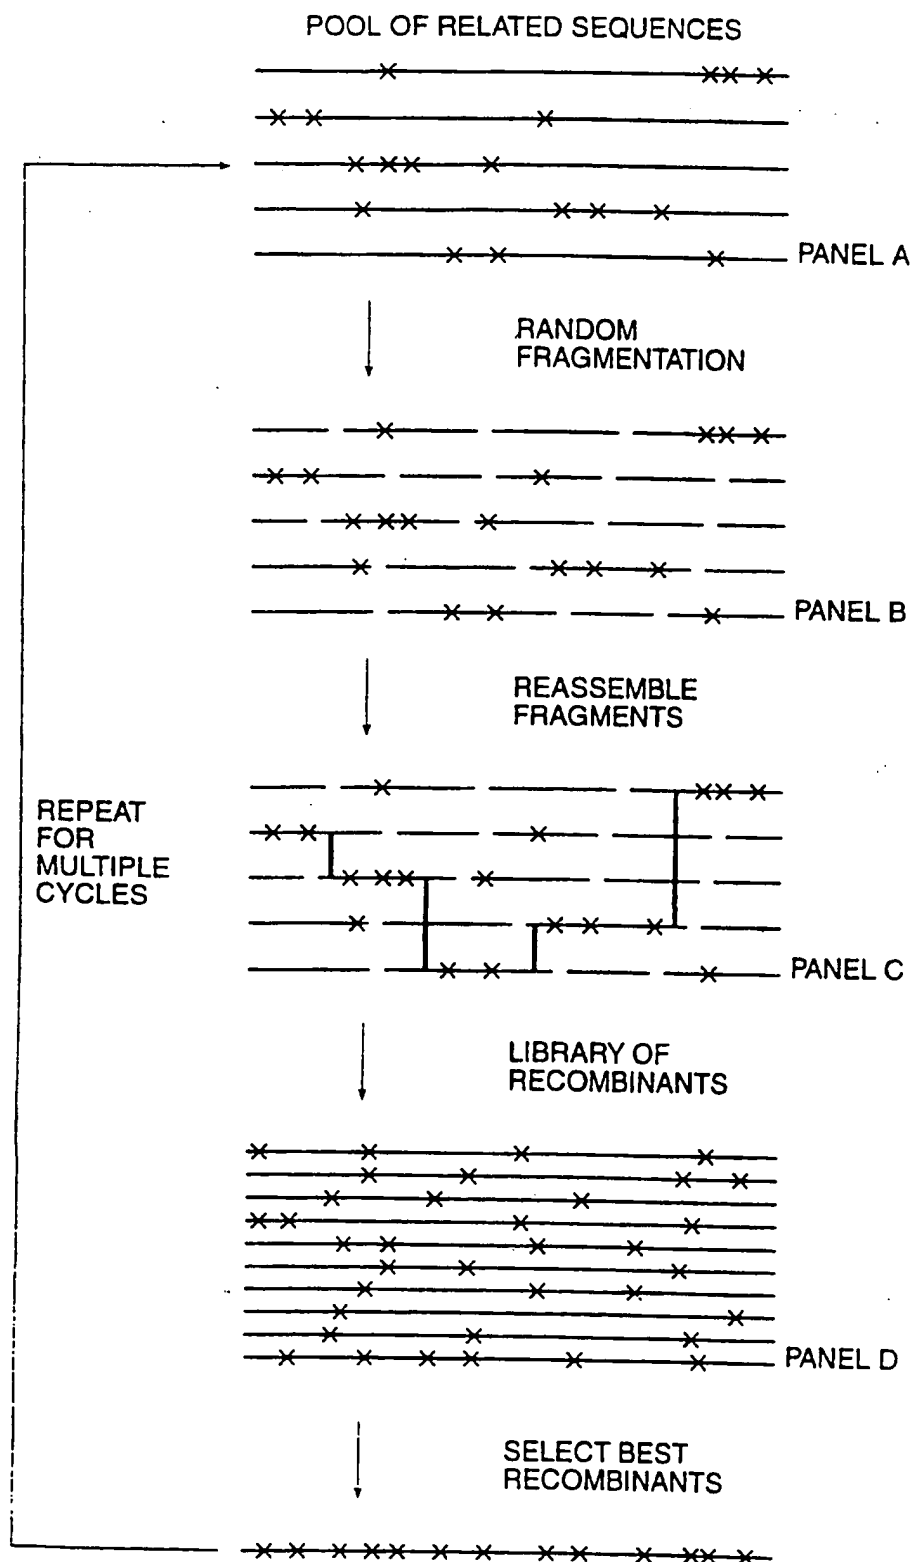 POOL OF RELATED SEQUENCES
PANEL A
RANDOM
FRAGMENTATION
PANEL B
REASSEMBLE
FRAGMENTS
REPEAT
FOR
MULTIPLE
CYCLES
PANEL C
LIBRARY OF
RECOMBINANTS
PANEL D
SELECT BEST
RECOMBINANTS